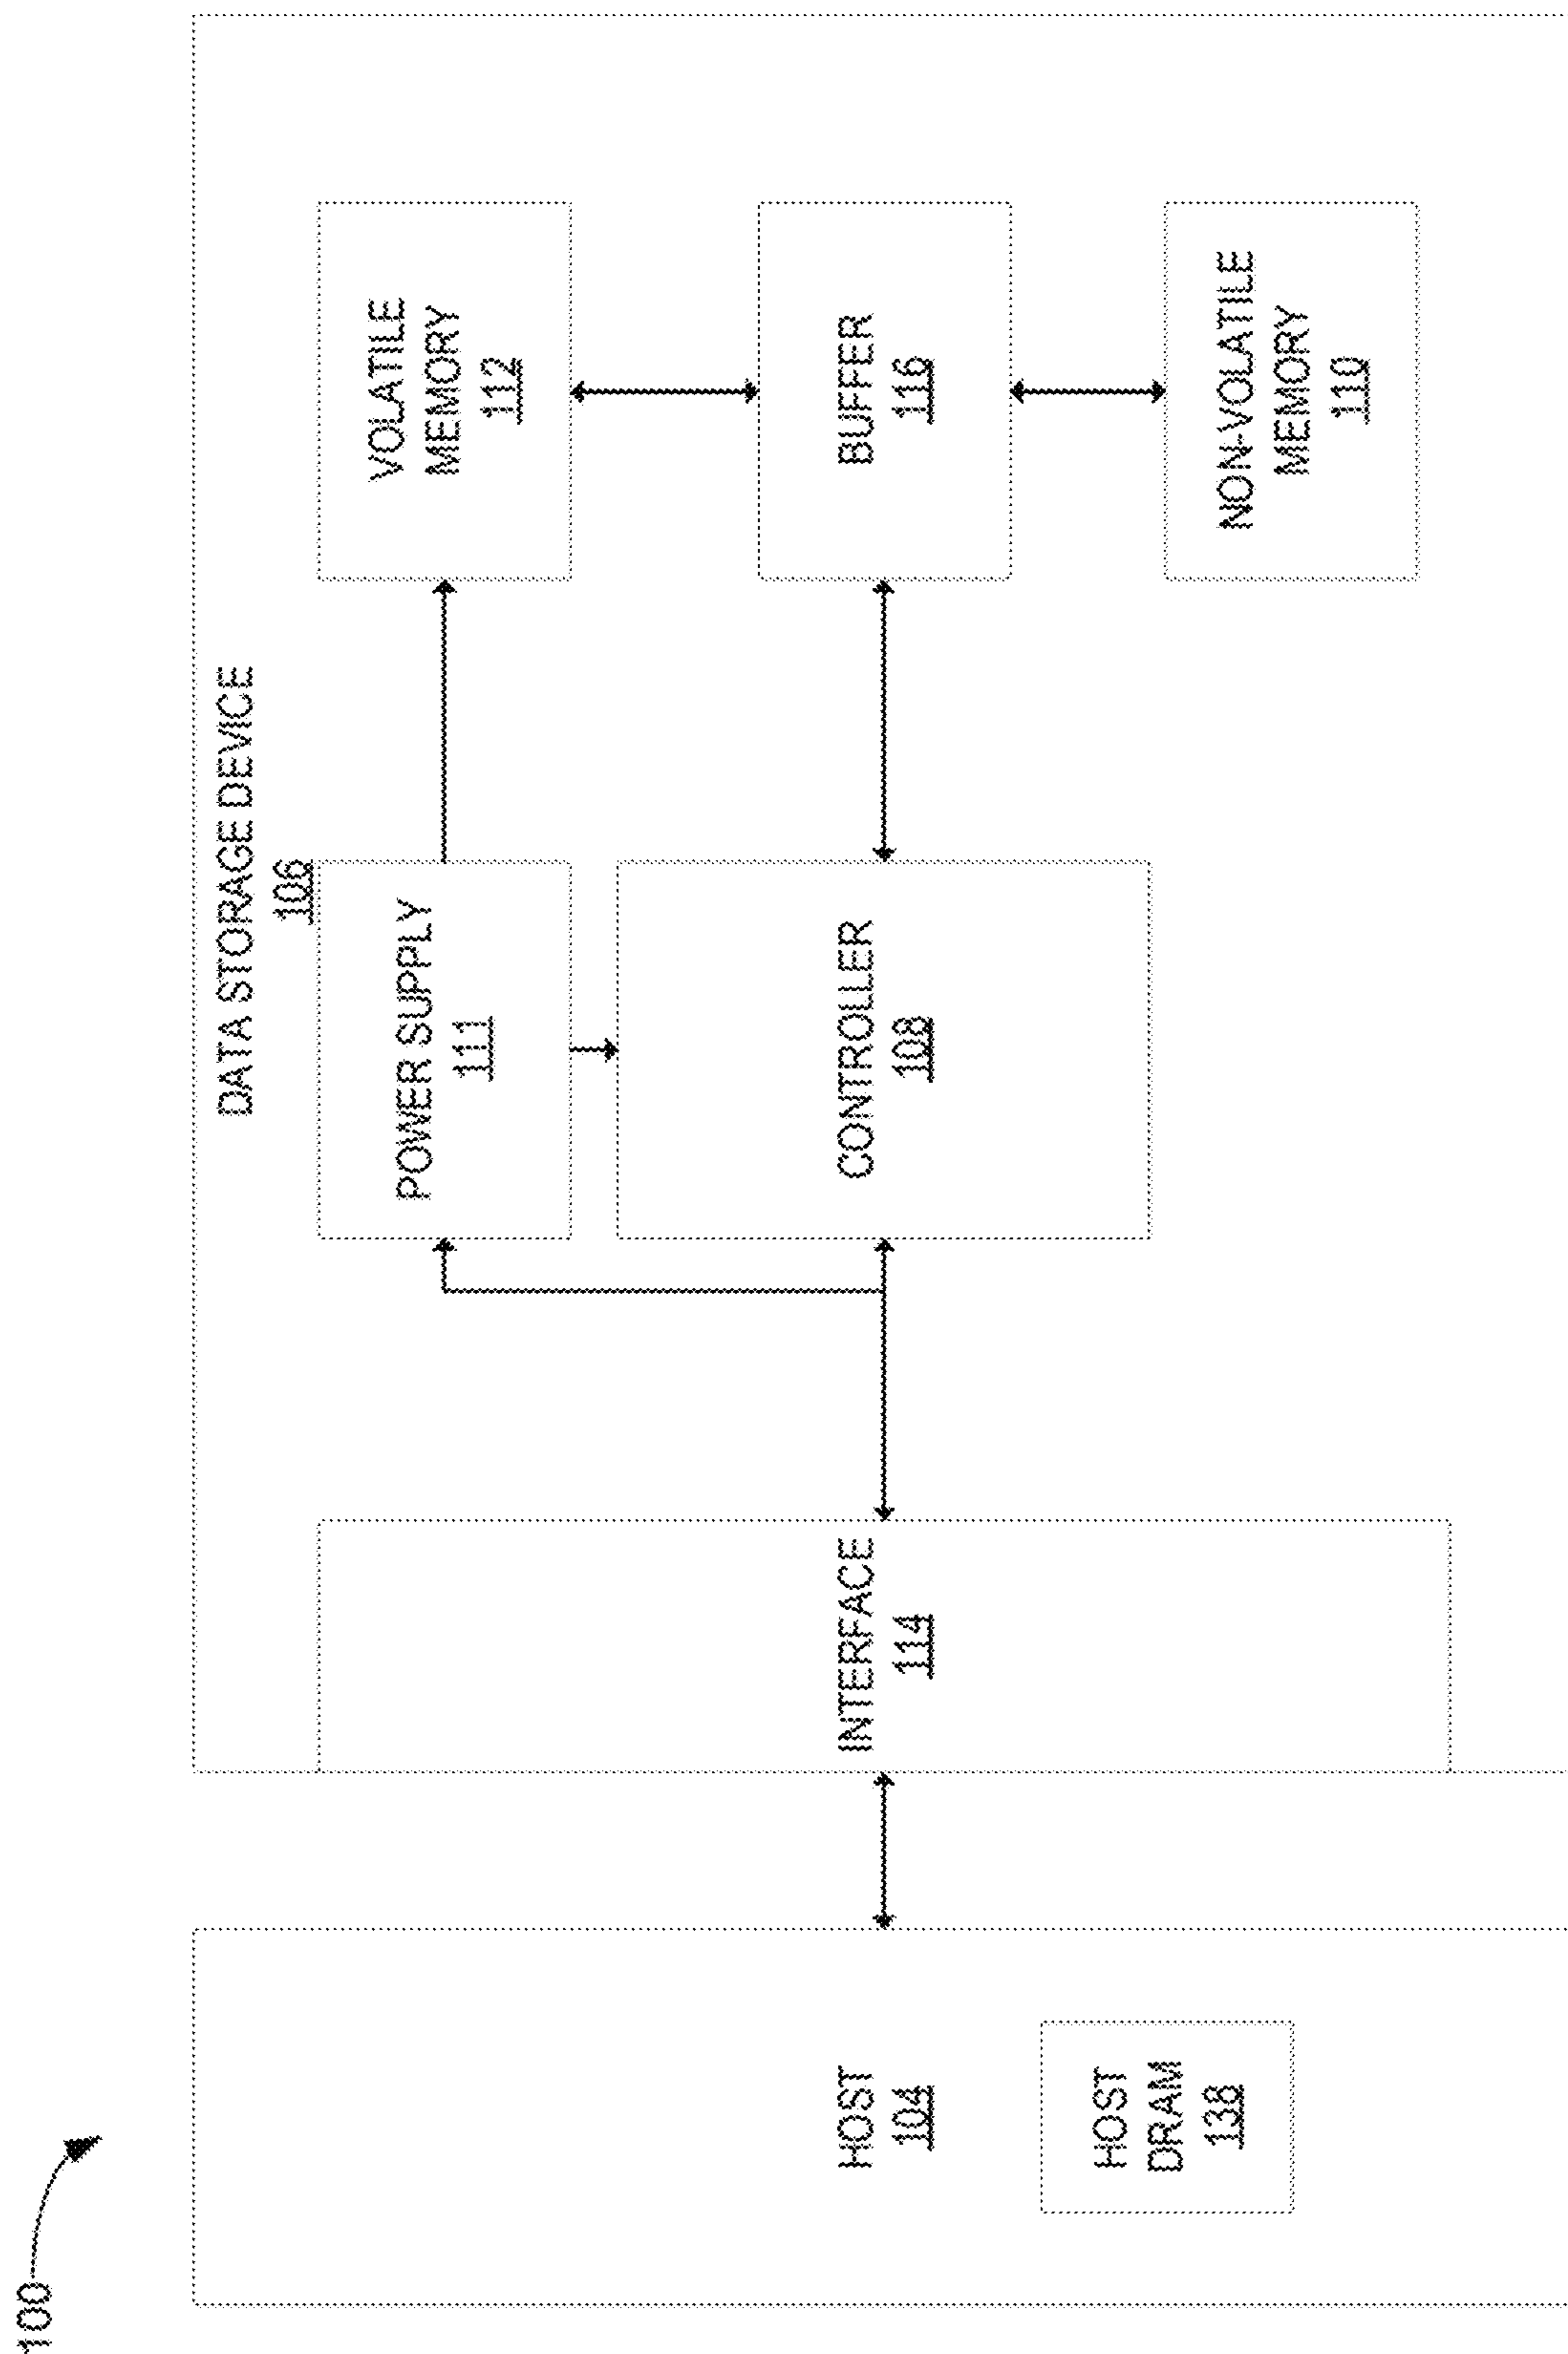 100
DATA STORAGE DEVICE
106
HOST
104
HOST
DRAM
138
INTERFACE
114
POWER SUPPLY
111
CONTROLLER
108
VOLATILE
MEMORY
112
BUFFER
116
NON-VOLATILE
MEMORY
110